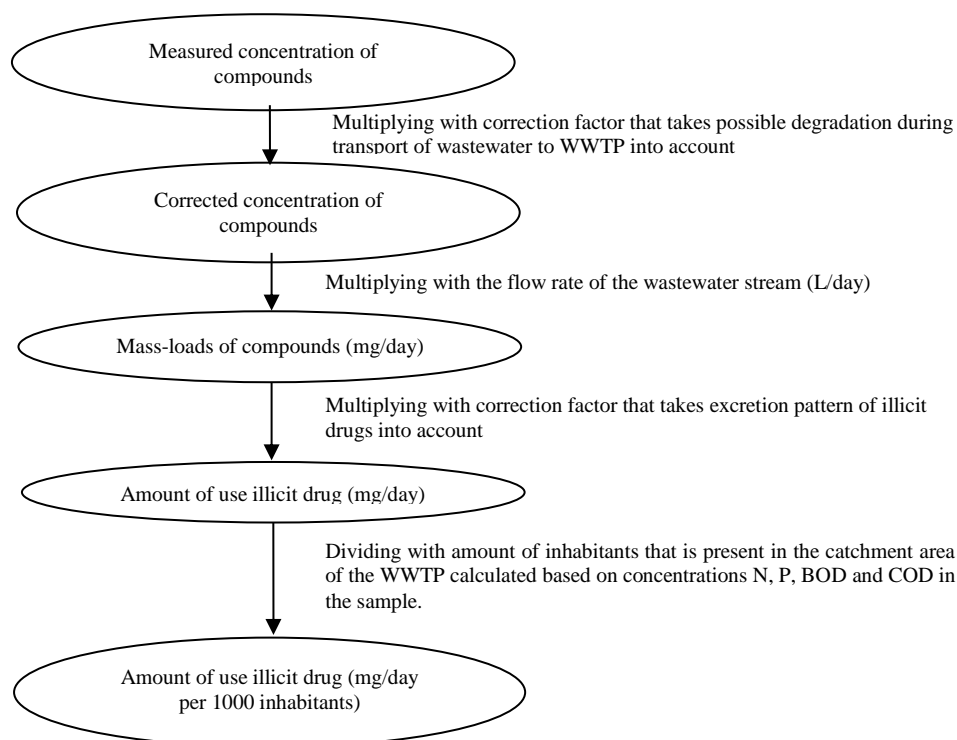 Measured concentration of
compounds
Multiplying with correction factor that takes possible degradation during
transport of wastewater to WWTP into account
Corrected concentration of
compounds
Multiplying with the flow rate of the wastewater stream (L/day)
Mass-loads of compounds (mg/day)
Multiplying with correction factor that takes excretion pattern of illicit
drugs into account
Amount of use illicit drug (mg/day)
Dividing with amount of inhabitants that is present in the catchment area
of the WWTP calculated based on concentrations N, P, BOD and COD in
the sample.
Amount of use illicit drug (mg/day
per 1000 inhabitants)